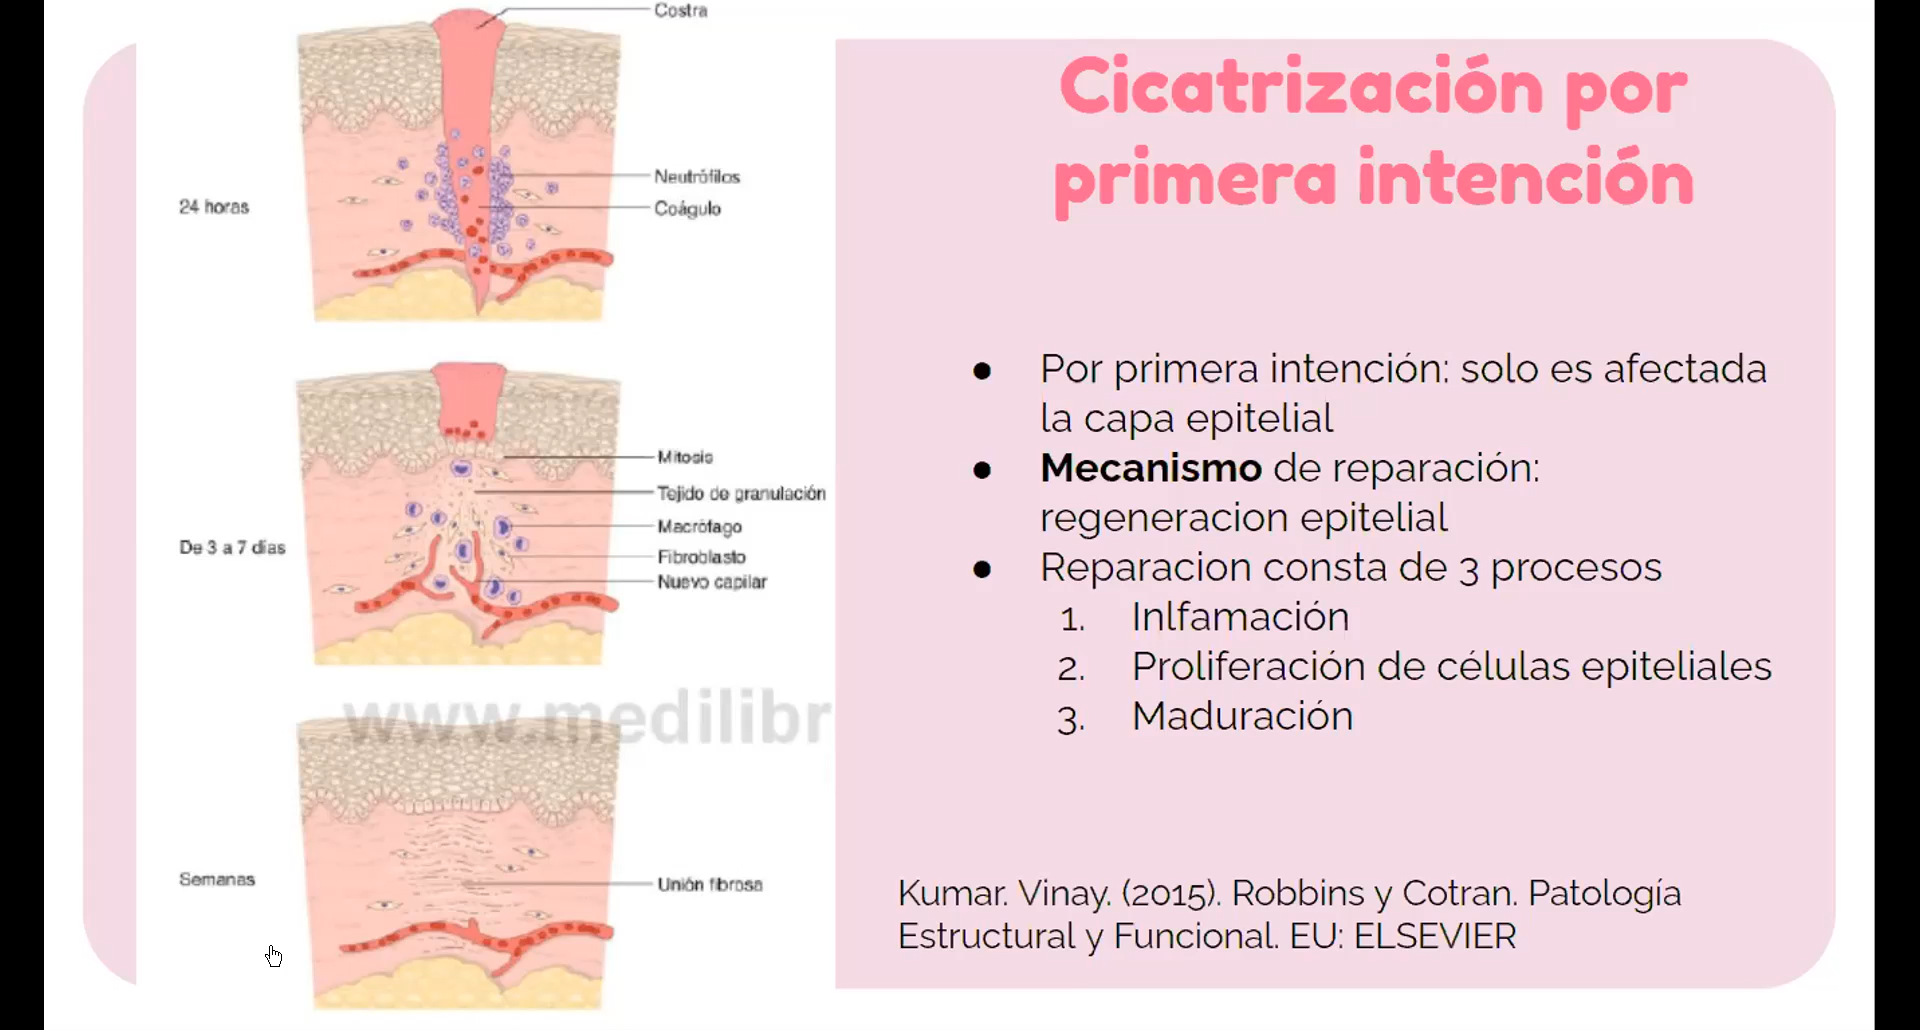 Costra
Neutrófilos
24 horas
Coágulo
Mitosis
Tejido de granulación
Macrófago
De 3 a 7 días
Fibroblasto
Nuevo capilar
www.medilibr
Semanas
Unión fibrosa
Cicatrización por
primera intención
● Por primera intención: solo es afectada
la capa epitelial
● Mecanismo de reparación:
regeneracion epitelial
● Reparacion consta de 3 procesos
1. Inlfamación
2. Proliferación de células epiteliales
3. Maduración
Kumar. Vinay. (2015). Robbins y Cotran. Patología
Estructural y Funcional. EU: ELSEVIER